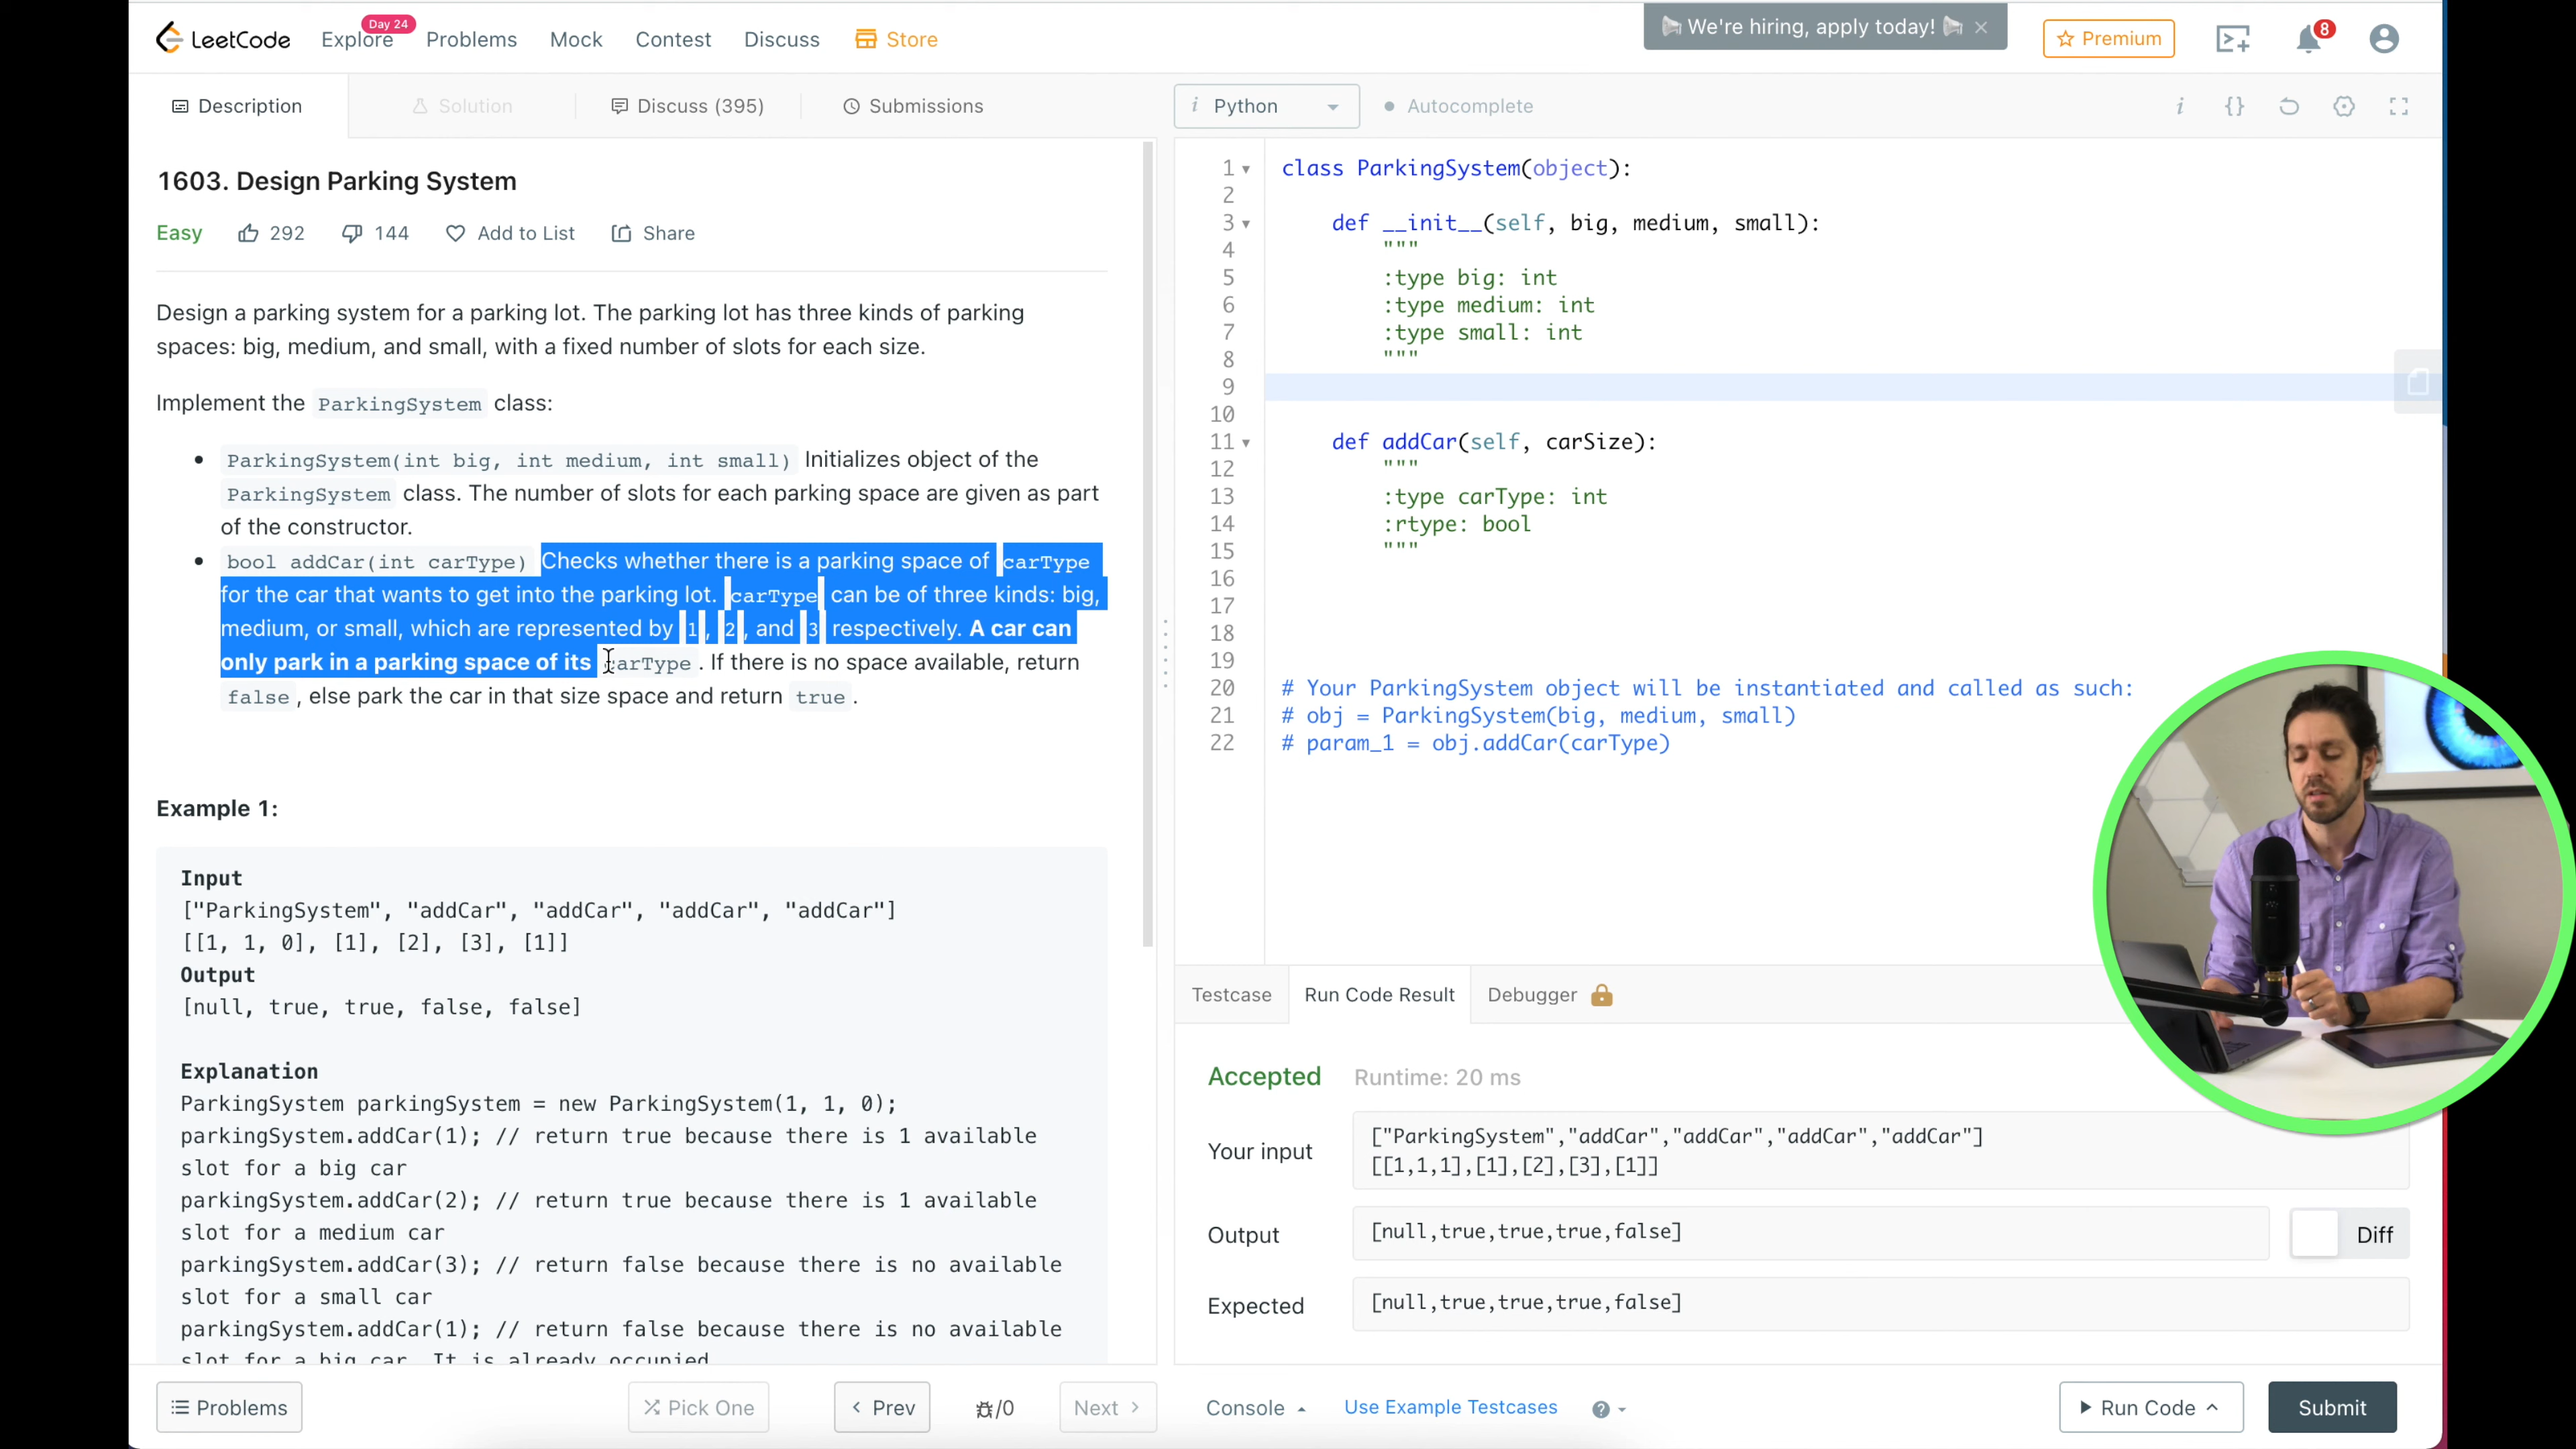 LeetCode
Explore
Day 24
Problems
Mock
Contest
Discuss
Store
We're hiring, apply today!
Premium
8
Description
Solution
Discuss (395)
Submissions
i Python
Autocomplete
i {}
1603. Design Parking System
Easy 292 144 Add to List Share
Design a parking system for a parking lot. The parking lot has three kinds of parking
spaces: big, medium, and small, with a fixed number of slots for each size.
Implement the ParkingSystem class:
• ParkingSystem(int big, int medium, int small) Initializes object of the
ParkingSystem class. The number of slots for each parking space are given as part
of the constructor.
• bool addCar(int carType) Checks whether there is a parking space of carType
for the car that wants to get into the parking lot. carType can be of three kinds: big,
medium, or small, which are represented by 1, 2, and 3 respectively. A car can
only park in a parking space of its carType. If there is no space available, return
false, else park the car in that size space and return true.
Example 1:
Input
["ParkingSystem", "addCar", "addCar", "addCar", "addCar"]
[[1, 1, 0], [1], [2], [3], [1]]
Output
[null, true, true, false, false]
Explanation
ParkingSystem parkingSystem = new ParkingSystem(1, 1, 0);
parkingSystem.addCar(1); // return true because there is 1 available
slot for a big car
parkingSystem.addCar(2); // return true because there is 1 available
slot for a medium car
parkingSystem.addCar(3); // return false because there is no available
slot for a small car
parkingSystem.addCar(1); // return false because there is no available
slot for a big car. It is already occupied
1 class ParkingSystem(object):
2
3 def __init__(self, big, medium, small):
4 """
5 :type big: int
6 :type medium: int
7 :type small: int
8 """
9
10
11 def addCar(self, carSize):
12 """
13 :type carType: int
14 :rtype: bool
15 """
16
17
18
19
20 # Your ParkingSystem object will be instantiated and called as such:
21 # obj = ParkingSystem(big, medium, small)
22 # param_1 = obj.addCar(carType)
Testcase
Run Code Result
Debugger
Accepted Runtime: 20 ms
Your input
["ParkingSystem","addCar","addCar","addCar","addCar"]
[[1,1,1],[1],[2],[3],[1]]
Output
[null,true,true,true,false]
Diff
Expected
[null,true,true,true,false]
Problems
Pick One
Prev
/0
Next
Console
Use Example Testcases
?
Run Code
Submit